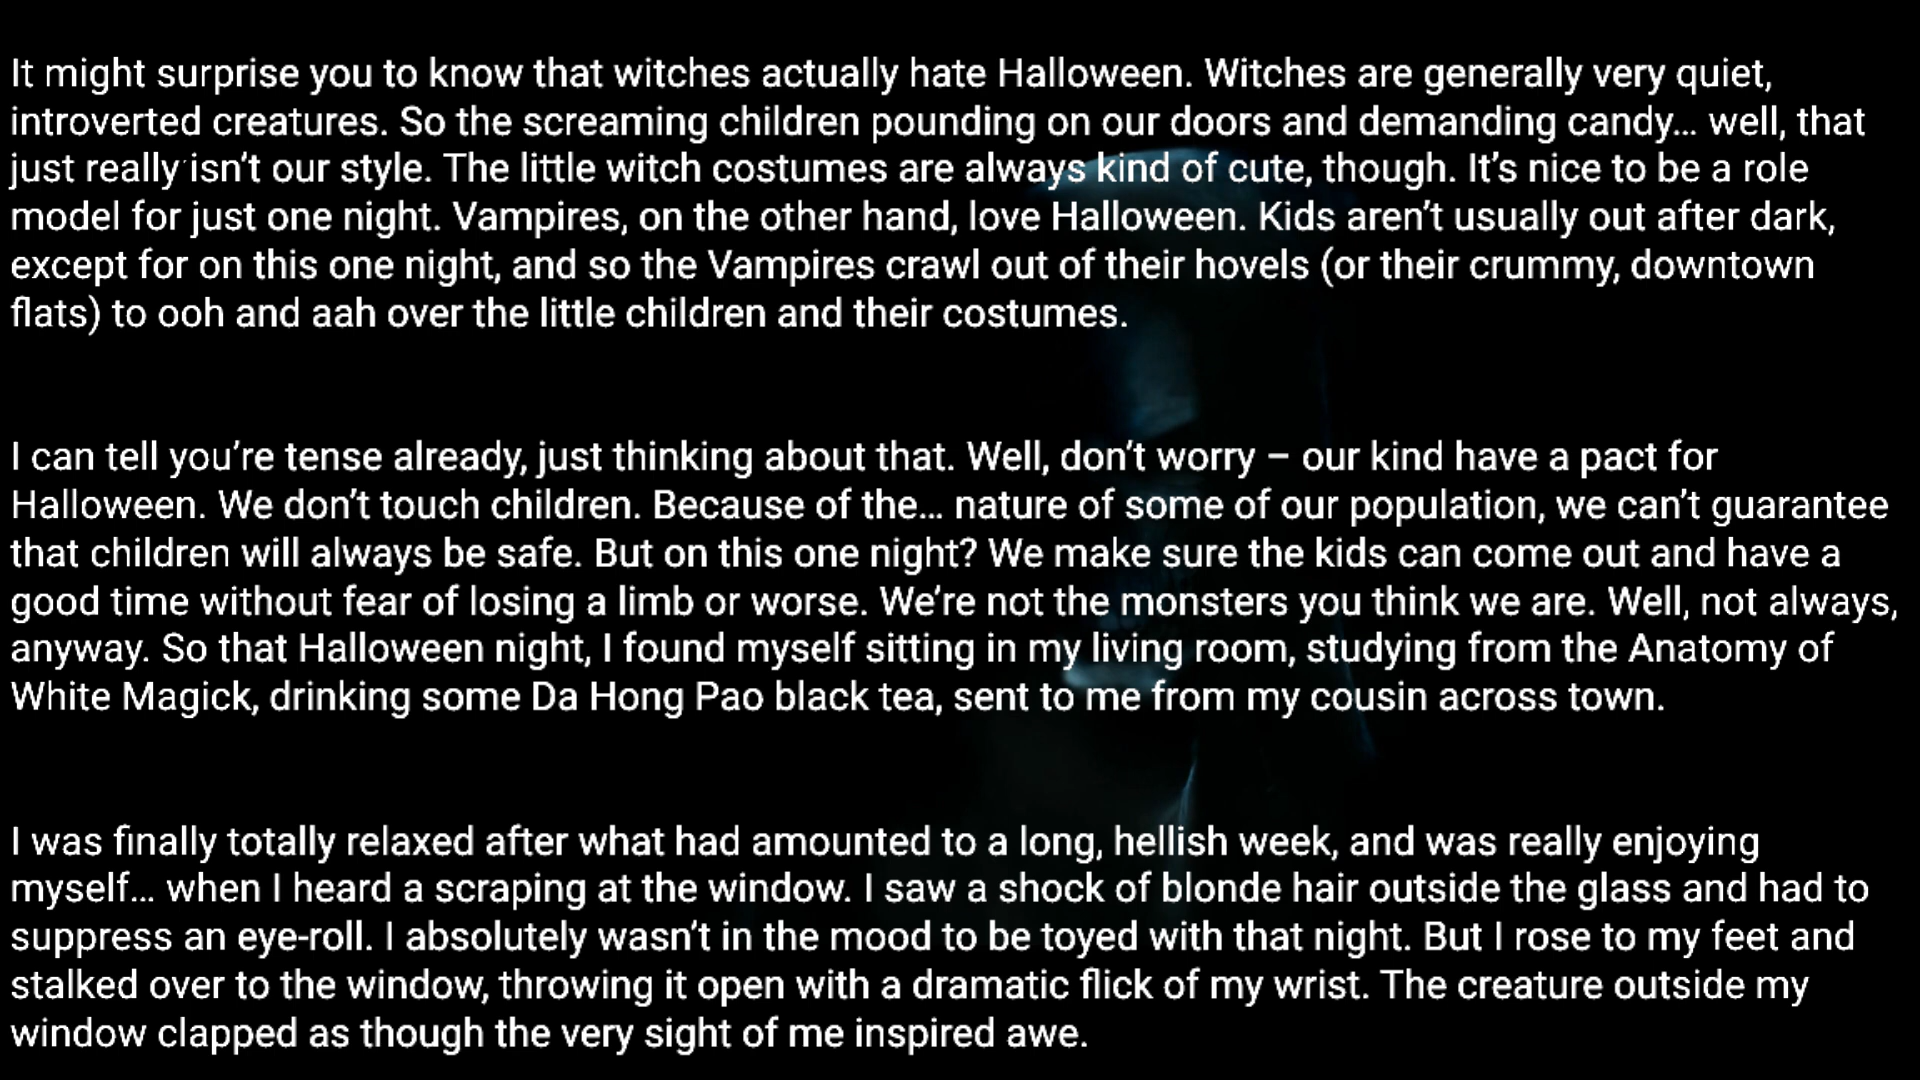 It might surprise you to know that witches actually hate Halloween. Witches are generally very quiet,
introverted creatures. So the screaming children pounding on our doors and demanding candy… well, that
just really isn’t our style. The little witch costumes are always kind of cute, though. It’s nice to be a role
model for just one night. Vampires, on the other hand, love Halloween. Kids aren’t usually out after dark,
except for on this one night, and so the Vampires crawl out of their hovels (or their crummy, downtown
flats) to ooh and aah over the little children and their costumes.
I can tell you’re tense already, just thinking about that. Well, don’t worry – our kind have a pact for
Halloween. We don’t touch children. Because of the… nature of some of our population, we can’t guarantee
that children will always be safe. But on this one night? We make sure the kids can come out and have a
good time without fear of losing a limb or worse. We’re not the monsters you think we are. Well, not always,
anyway. So that Halloween night, I found myself sitting in my living room, studying from the Anatomy of
White Magick, drinking some Da Hong Pao black tea, sent to me from my cousin across town.
I was finally totally relaxed after what had amounted to a long, hellish week, and was really enjoying
myself… when I heard a scraping at the window. I saw a shock of blonde hair outside the glass and had to
suppress an eye-roll. I absolutely wasn’t in the mood to be toyed with that night. But I rose to my feet and
stalked over to the window, throwing it open with a dramatic flick of my wrist. The creature outside my
window clapped as though the very sight of me inspired awe.